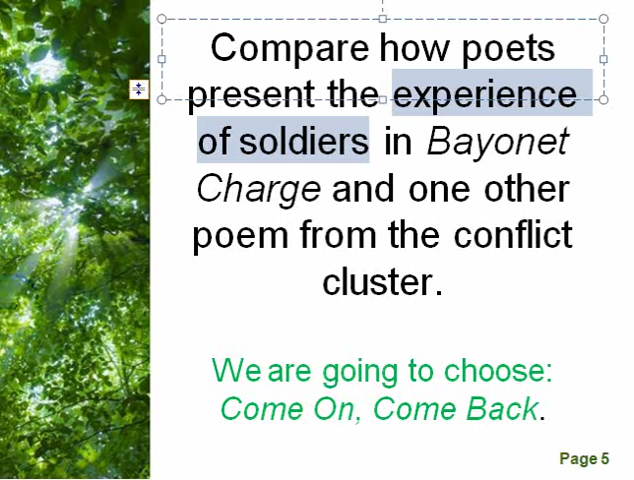 Compare how poets
present the experience
of soldiers in Bayonet
Charge and one other
poem from the conflict
cluster.
We are going to choose:
Come On, Come Back.
Page 5